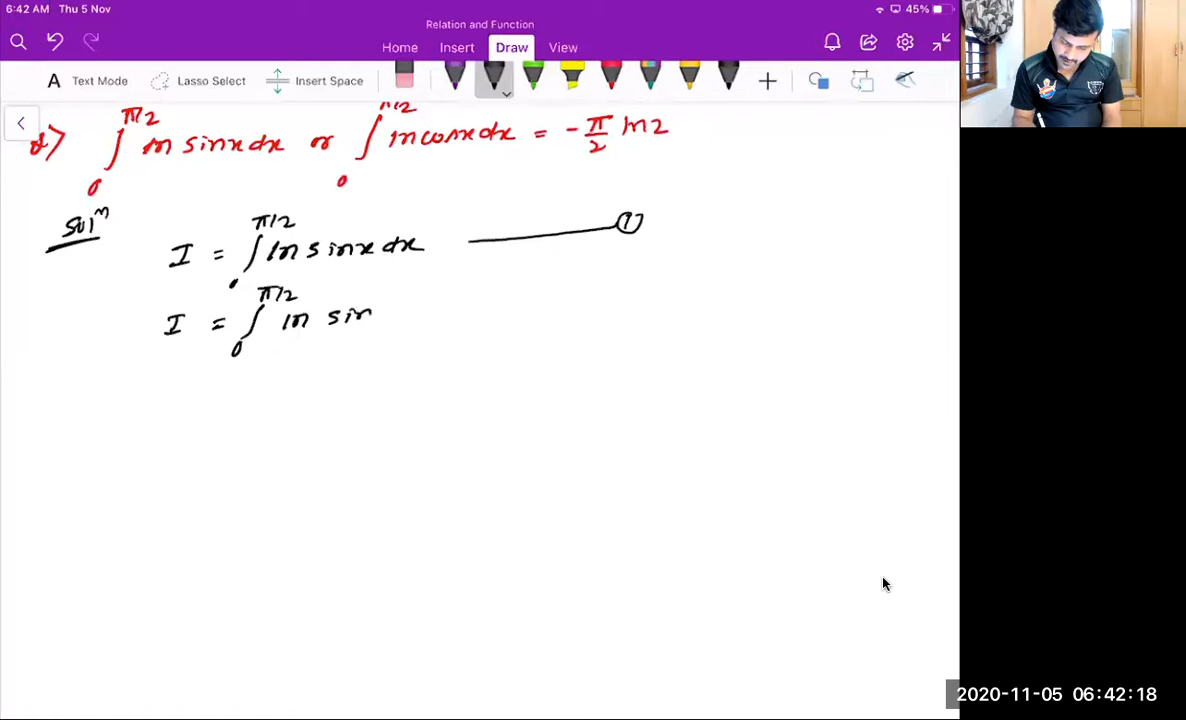 6:42 AM Thu 5 Nov
45%
Relation and Function
Home Insert Draw View
Text Mode Lasso Select Insert Space
∫₀^(π/2) ln sinx dx or ∫₀^(π/2) ln cosx dx = -π/2 ln2
Solⁿ
I = ∫₀^(π/2) ln sinx dx ——— ①
I = ∫₀^(π/2) ln sin
2020-11-05 06:42:18